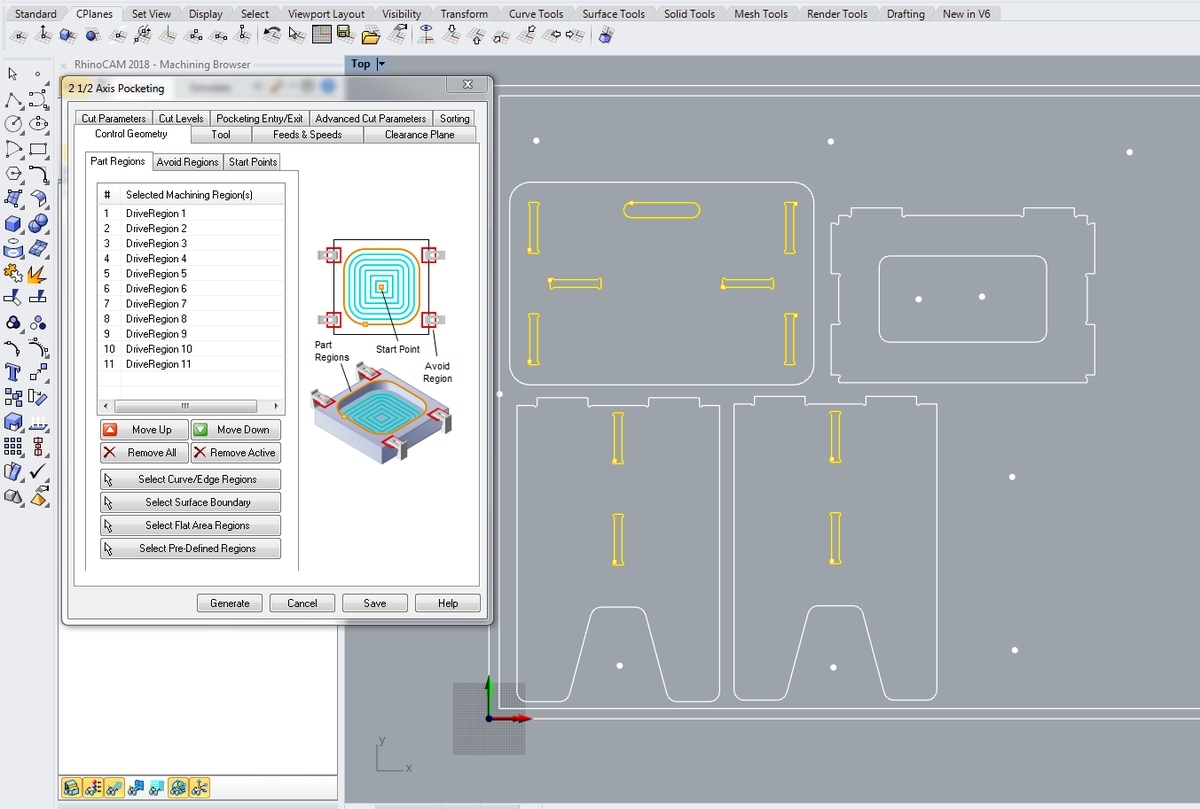 Standard CPlanes Set View Display Select Viewport Layout Visibility Transform Curve Tools Surface Tools Solid Tools Mesh Tools Render Tools Drafting New in V6
RhinoCAM 2018 - Machining Browser
Top
2 1/2 Axis Pocketing
Simulate
Cut Parameters Cut Levels Pocketing Entry/Exit Advanced Cut Parameters Sorting
Control Geometry Tool Feeds & Speeds Clearance Plane
Part Regions Avoid Regions Start Points
# Selected Machining Region(s)
1 DriveRegion 1
2 DriveRegion 2
3 DriveRegion 3
4 DriveRegion 4
5 DriveRegion 5
6 DriveRegion 6
7 DriveRegion 7
8 DriveRegion 8
9 DriveRegion 9
10 DriveRegion 10
11 DriveRegion 11
Part
Regions
Start Point
Avoid
Region
Move Up Move Down
Remove All Remove Active
Select Curve/Edge Regions
Select Surface Boundary
Select Flat Area Regions
Select Pre-Defined Regions
Generate Cancel Save Help
y
x